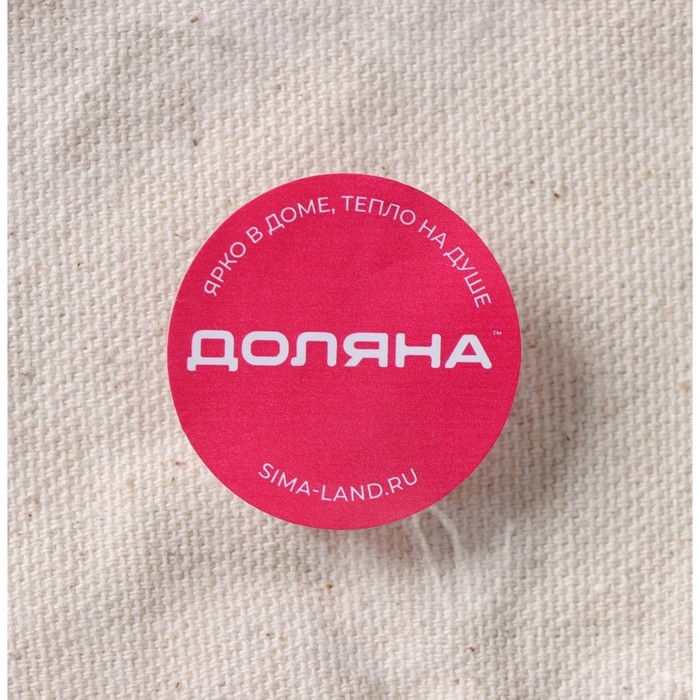 ЯРКО В ДОМЕ, ТЕПЛО НА ДУШЕ
ДОЛЯНА™
SIMA-LAND.RU